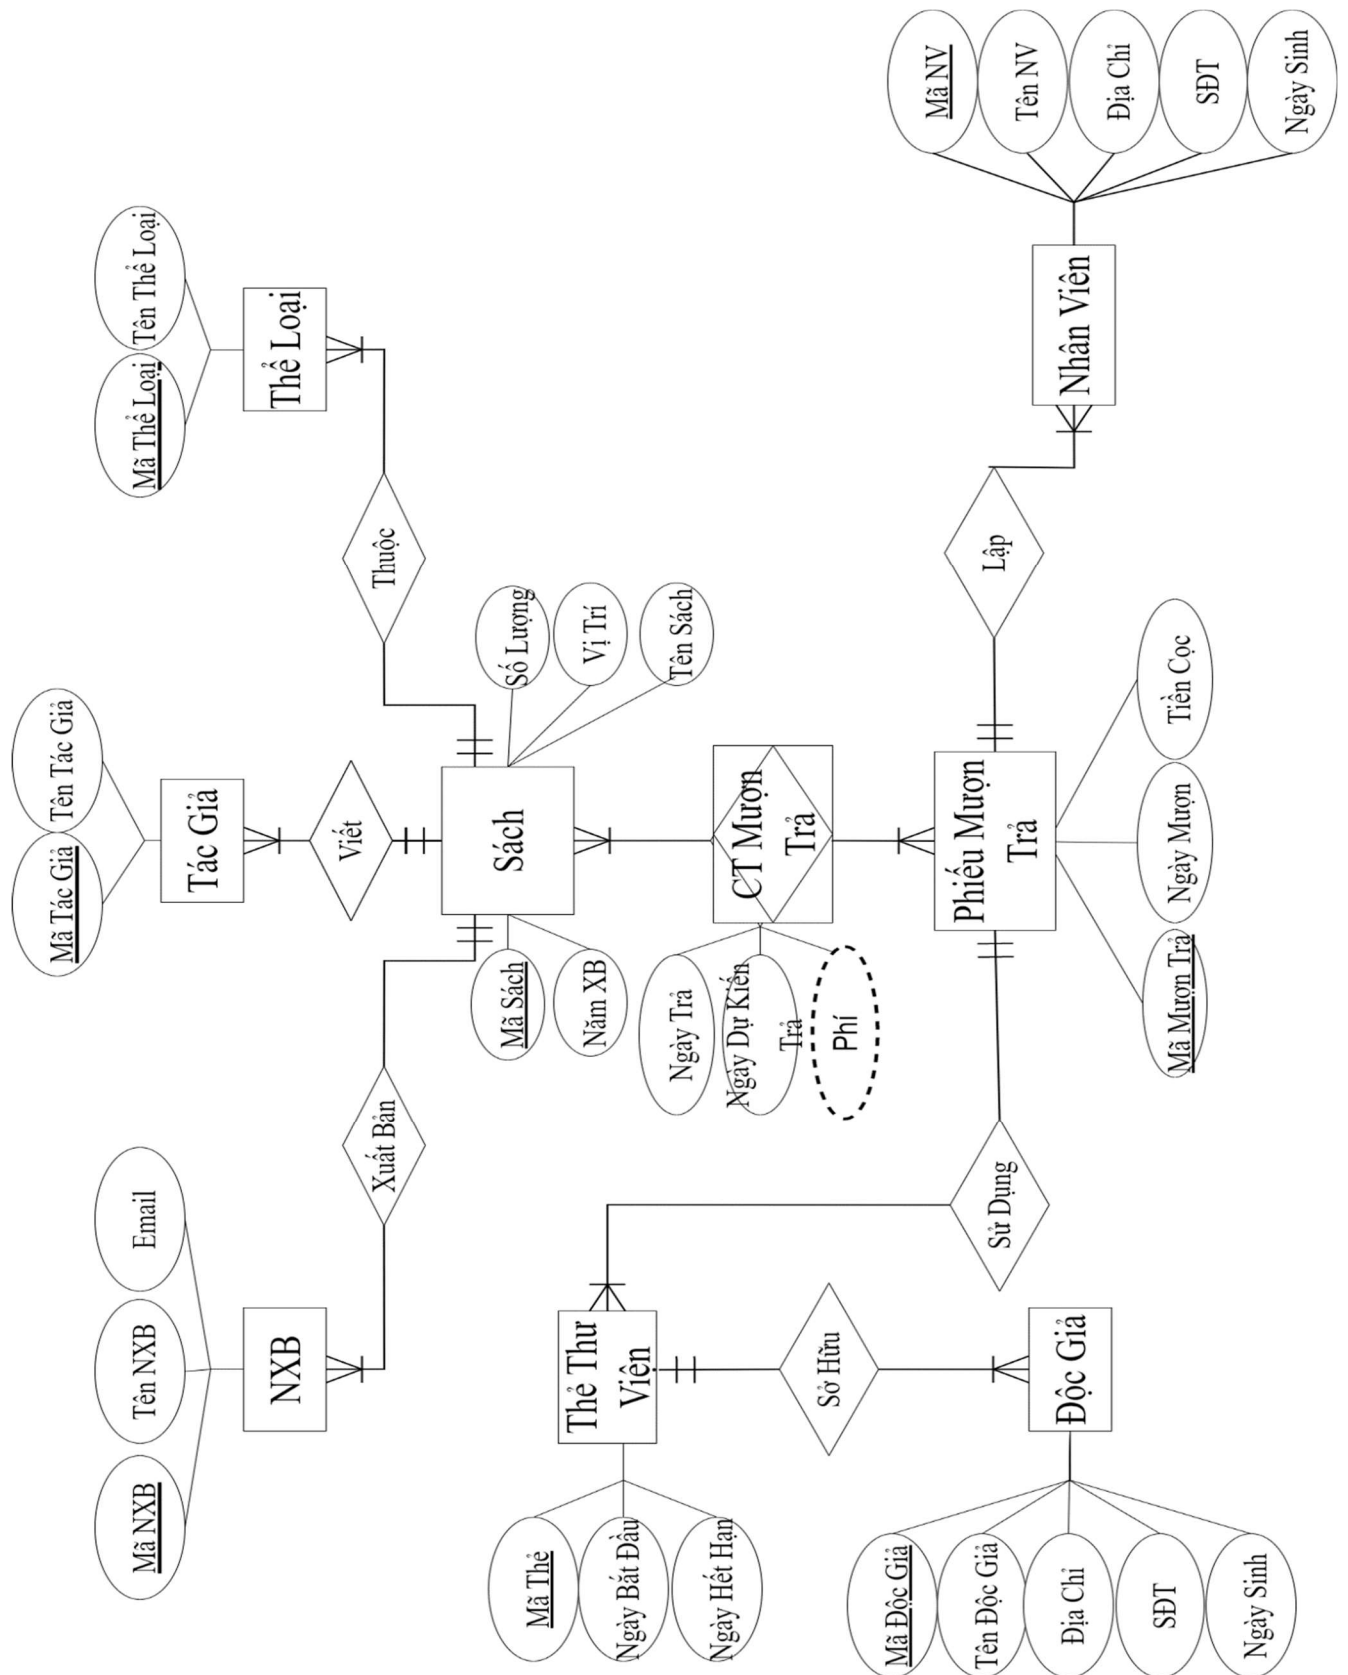 Mã NXB
Tên NXB
Email
Mã Tác Giả
Tên Tác Giả
Mã Thể Loại
Tên Thể Loại
NXB
Tác Giả
Thể Loại
Xuất Bản
Viết
Thuộc
Mã Sách
Năm XB
Sách
Số Lượng
Vị Trí
Tên Sách
Mã Thẻ
Ngày Bắt Đầu
Ngày Hết Hạn
Thẻ Thư
Viên
Ngày Trả
Ngày Dự Kiến
Trả
Phí
CT Mượn
Trả
Sở Hữu
Sử Dụng
Phiếu Mượn
Trả
Lập
Nhân Viên
Mã NV
Tên NV
Địa Chỉ
SĐT
Ngày Sinh
Mã Độc Giả
Tên Độc Giả
Địa Chỉ
SĐT
Ngày Sinh
Độc Giả
Mã Mượn Trả
Ngày Mượn
Tiền Cọc